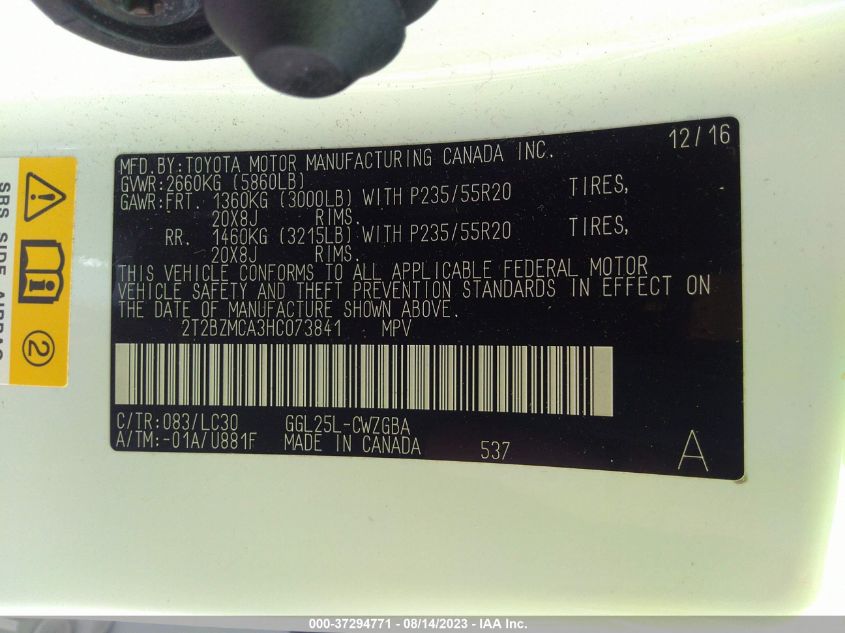 12/16
MFD.BY:TOYOTA MOTOR MANUFACTURING CANADA INC.
GVWR:2660KG (5860LB)
GAWR:FRT. 1360KG (3000LB) WITH P235/55R20 TIRES,
20X8J RIMS.
RR. 1460KG (3215LB) WITH P235/55R20 TIRES,
20X8J RIMS.
THIS VEHICLE CONFORMS TO ALL APPLICABLE FEDERAL MOTOR
VEHICLE SAFETY AND THEFT PREVENTION STANDARDS IN EFFECT ON
THE DATE OF MANUFACTURE SHOWN ABOVE.
2T2BZMCA3HC073841 MPV
C/TR:083/LC30 GGL25L-CWZGBA
A/TM:-01A/U881F MADE IN CANADA 537 A
SRS SIDE AIRBAG
2
000-37294771 - 08/14/2023 - IAA Inc.